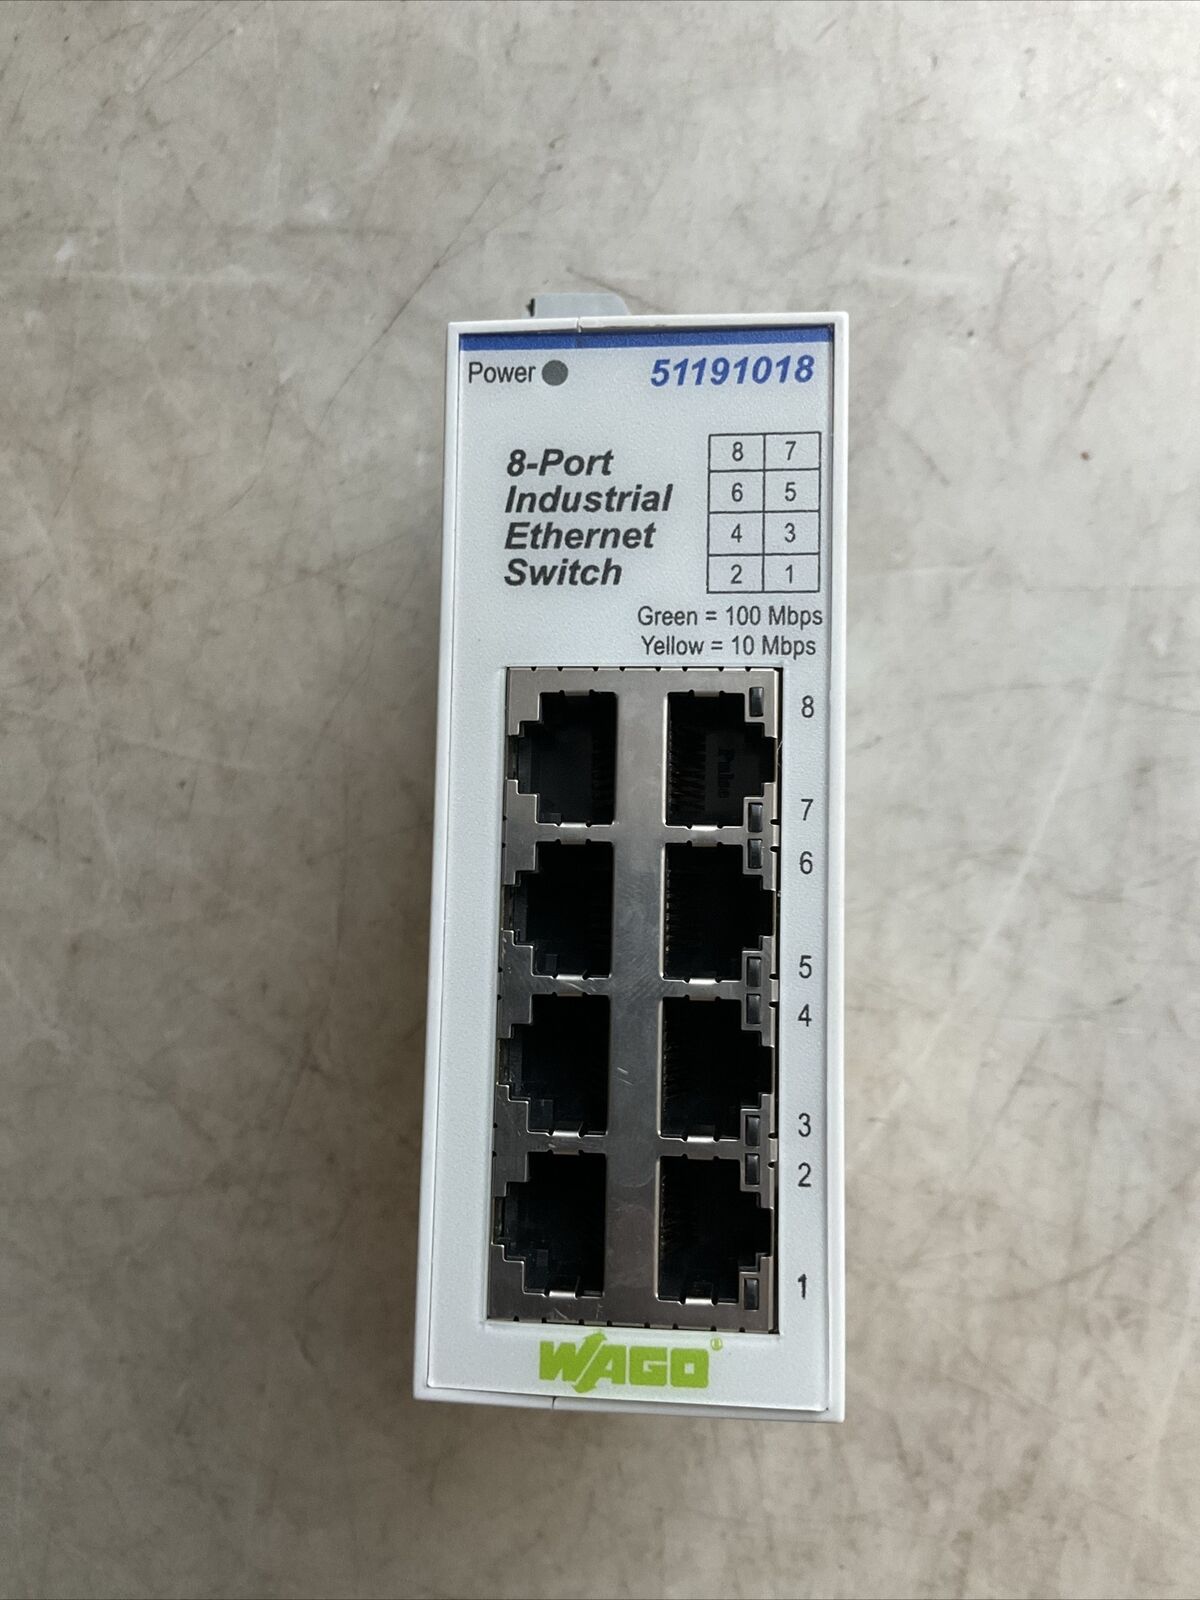 Power
51191018
8-Port
Industrial
Ethernet
Switch
8 7
6 5
4 3
2 1
Green = 100 Mbps
Yellow = 10 Mbps
Pulse
8
7
6
5
4
3
2
1
WAGO®